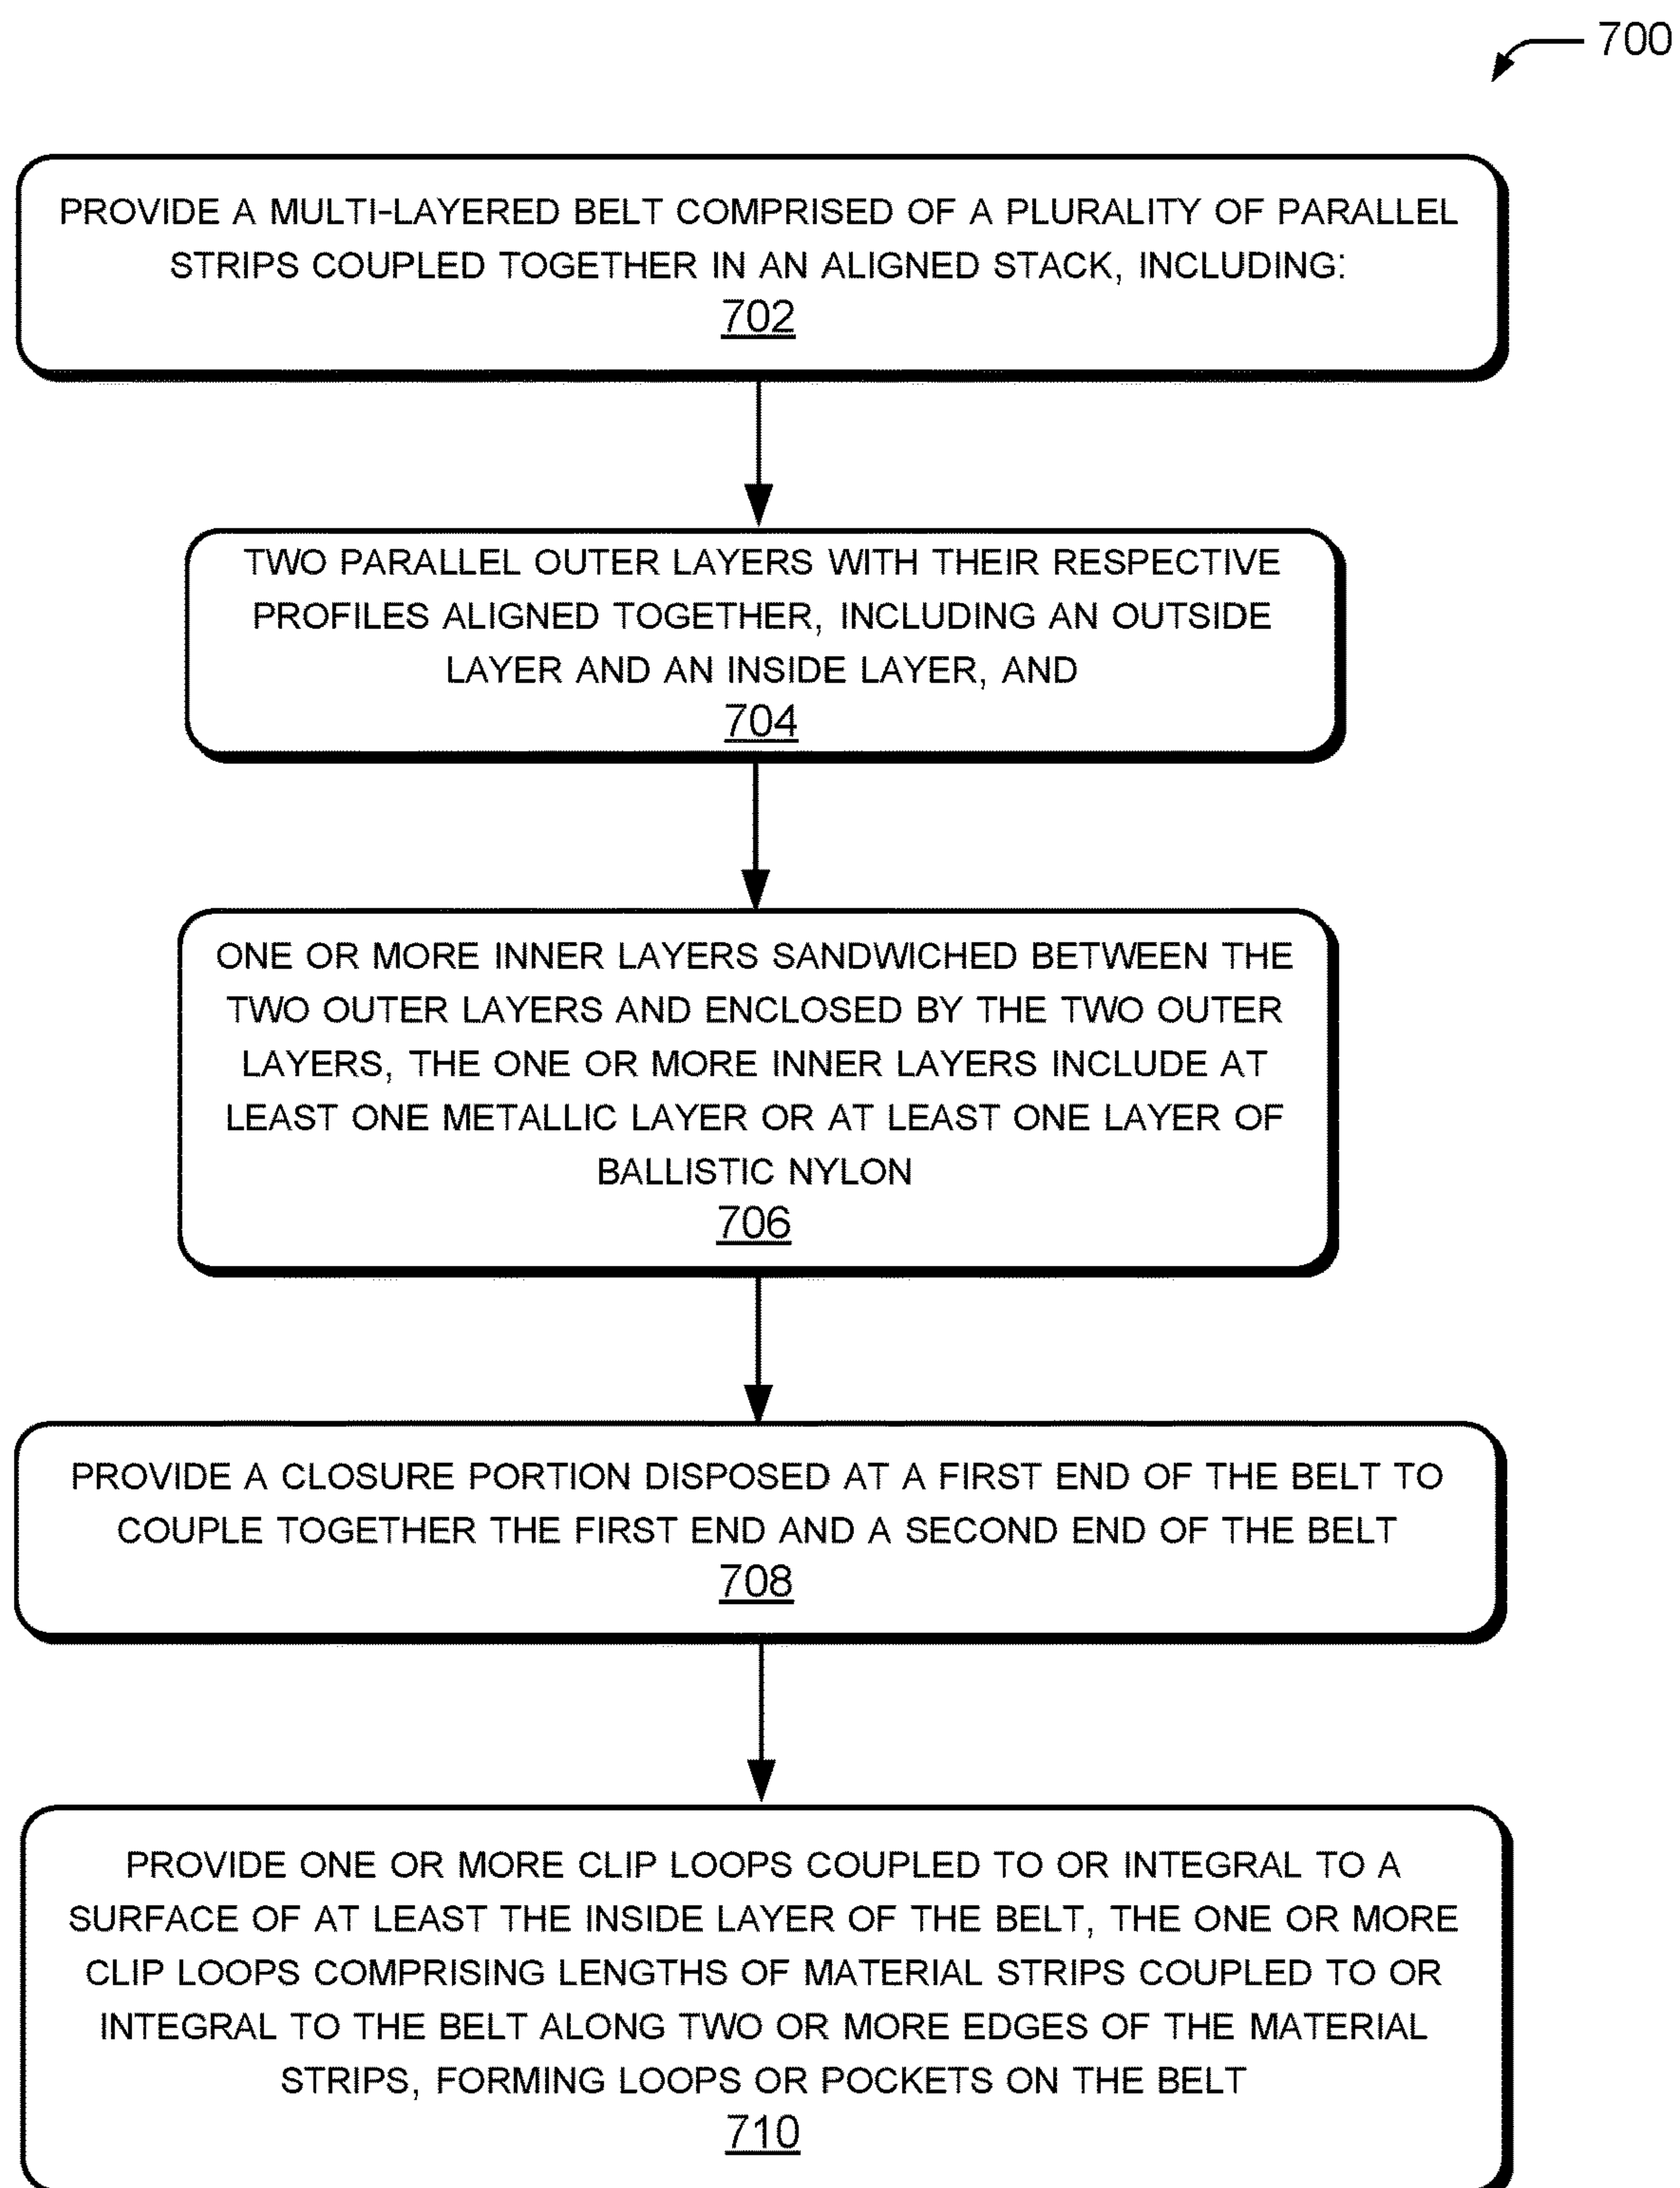 700
PROVIDE A MULTI-LAYERED BELT COMPRISED OF A PLURALITY OF PARALLEL
STRIPS COUPLED TOGETHER IN AN ALIGNED STACK, INCLUDING:
702
TWO PARALLEL OUTER LAYERS WITH THEIR RESPECTIVE
PROFILES ALIGNED TOGETHER, INCLUDING AN OUTSIDE
LAYER AND AN INSIDE LAYER, AND
704
ONE OR MORE INNER LAYERS SANDWICHED BETWEEN THE
TWO OUTER LAYERS AND ENCLOSED BY THE TWO OUTER
LAYERS, THE ONE OR MORE INNER LAYERS INCLUDE AT
LEAST ONE METALLIC LAYER OR AT LEAST ONE LAYER OF
BALLISTIC NYLON
706
PROVIDE A CLOSURE PORTION DISPOSED AT A FIRST END OF THE BELT TO
COUPLE TOGETHER THE FIRST END AND A SECOND END OF THE BELT
708
PROVIDE ONE OR MORE CLIP LOOPS COUPLED TO OR INTEGRAL TO A
SURFACE OF AT LEAST THE INSIDE LAYER OF THE BELT, THE ONE OR MORE
CLIP LOOPS COMPRISING LENGTHS OF MATERIAL STRIPS COUPLED TO OR
INTEGRAL TO THE BELT ALONG TWO OR MORE EDGES OF THE MATERIAL
STRIPS, FORMING LOOPS OR POCKETS ON THE BELT
710